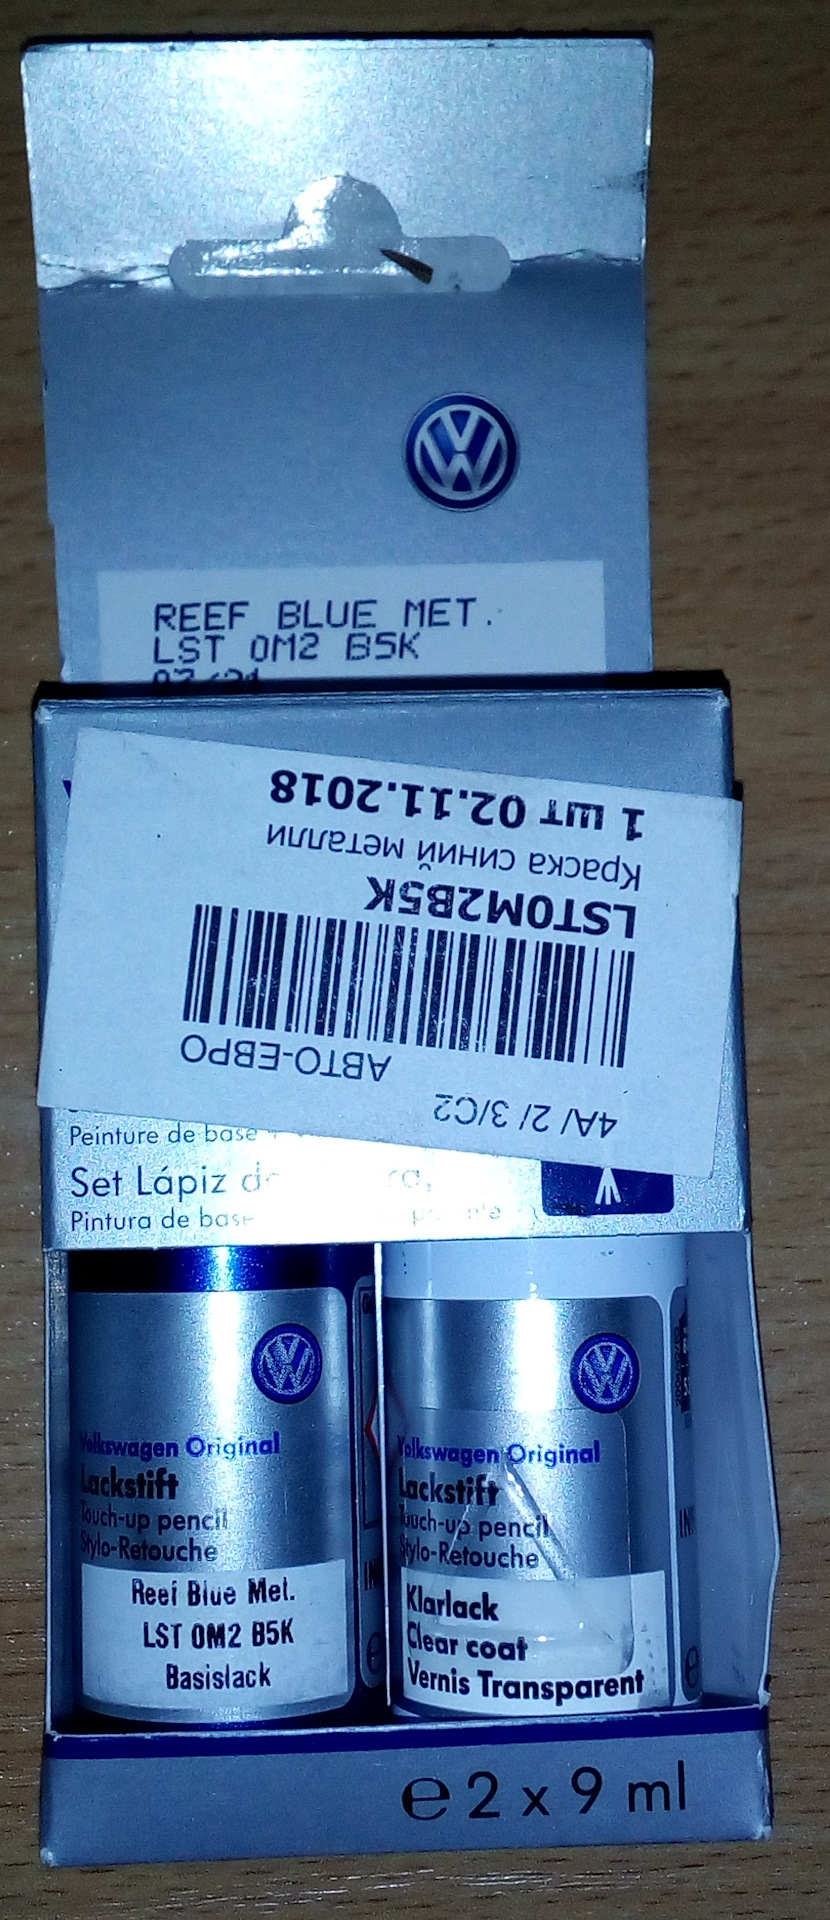 REEF BLUE MET.
LST 0M2 B5K
1 шт 02.11.2018
Краска синий металли
LST0M2B5K
АВТО-ЕВРО
4A/ 2/ 3/C2
Peinture de base
Set Lápiz
Pintura de base
Volkswagen Original
Lackstift
Touch-up pencil
Stylo-Retouche
Reef Blue Met.
LST 0M2 B5K
Basislack
Volkswagen Original
Lackstift
Touch-up pencil
Stylo-Retouche
Klarlack
Clear coat
Vernis Transparent
e 2 x 9 ml